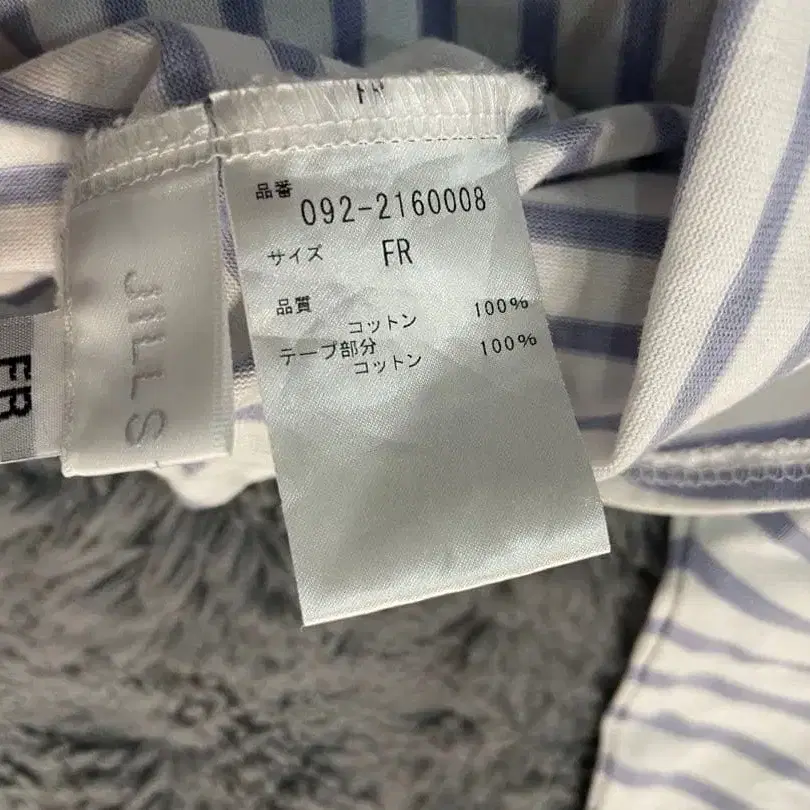 FR
品番
092-2160008
サイズ FR
品質
コットン 100%
テープ部分
コットン 100%
JILLS
FR